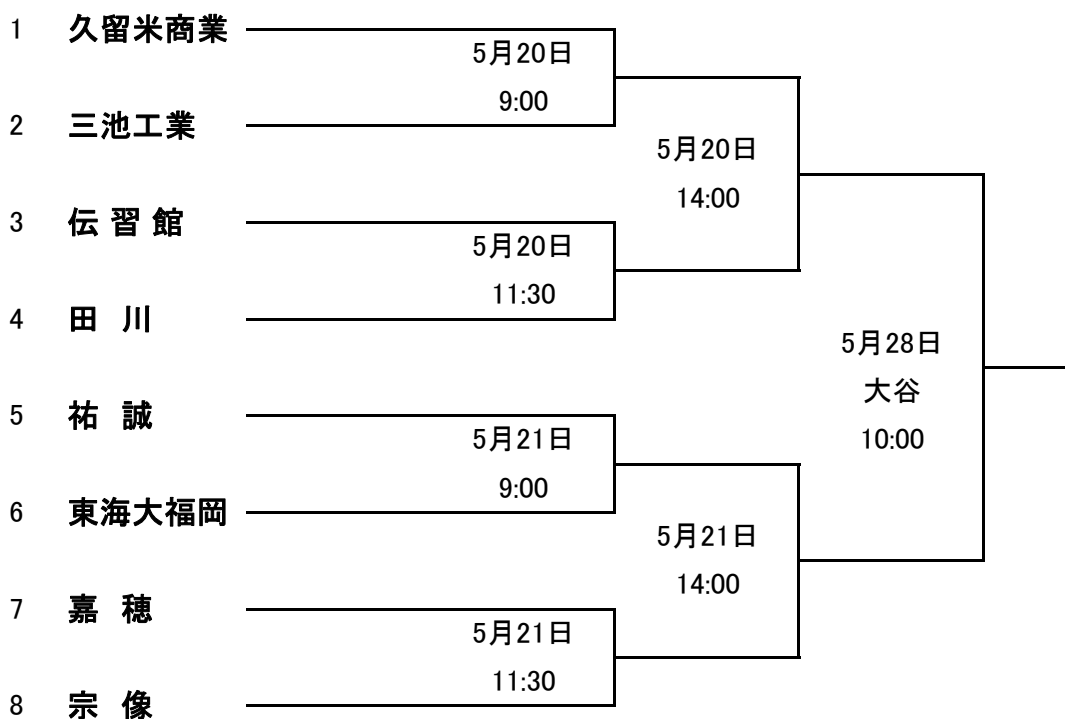 1 久留米商業
5月20日
9:00
2 三池工業
5月20日
14:00
3 伝習館
5月20日
11:30
4 田川
5月28日
大谷
10:00
5 祐誠
5月21日
9:00
6 東海大福岡
5月21日
14:00
7 嘉穂
5月21日
11:30
8 宗像